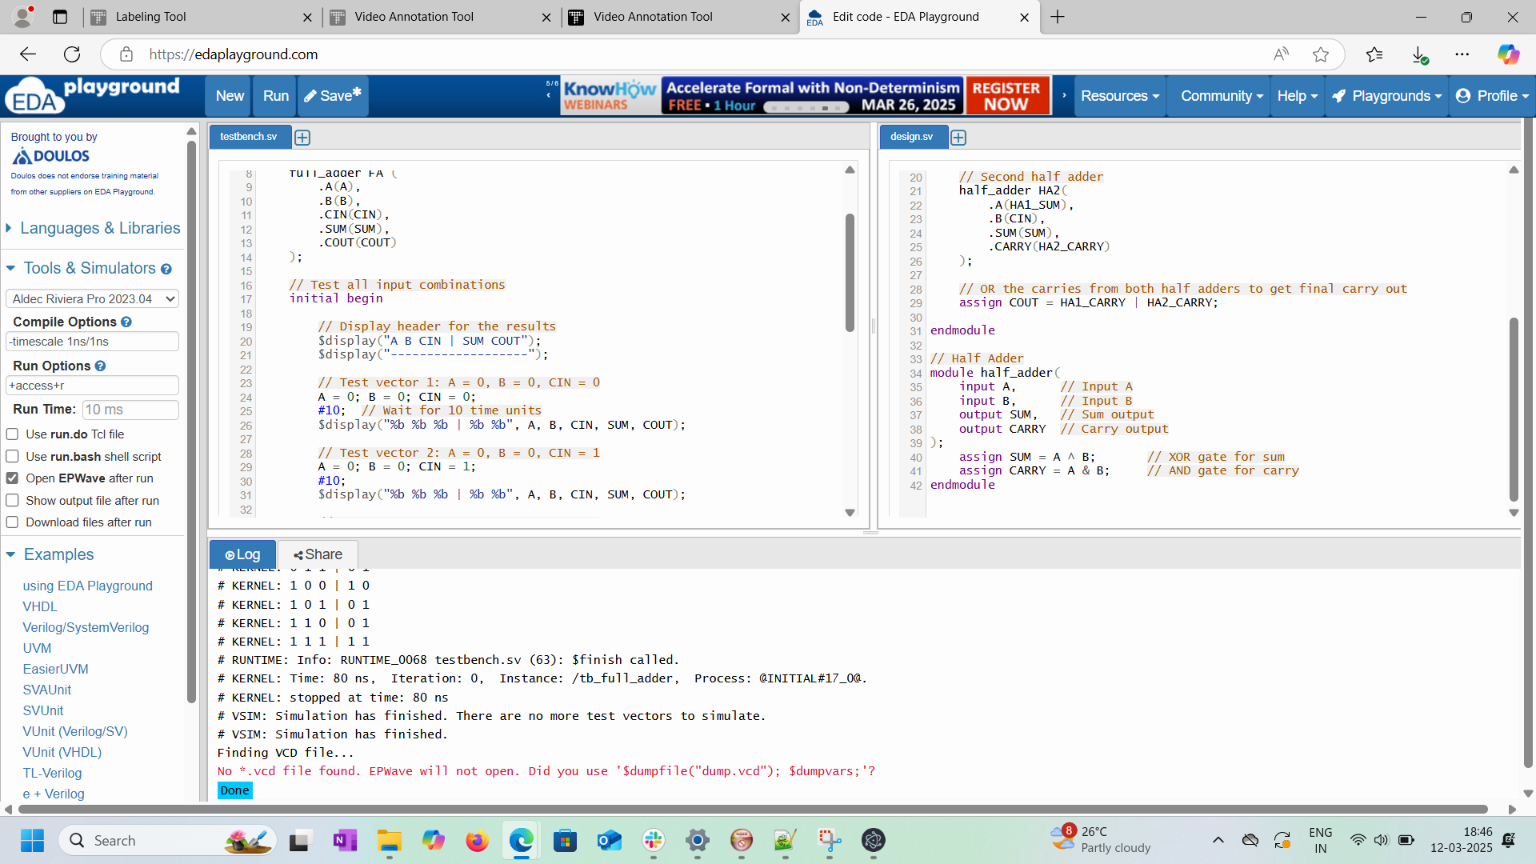 Labeling Tool
Video Annotation Tool
Video Annotation Tool
Edit code - EDA Playground
https://edaplayground.com
EDA playground
New
Run
Save*
5/6
KnowHow
WEBINARS
Accelerate Formal with Non-Determinism
FREE • 1 Hour
MAR 26, 2025
REGISTER
NOW
Resources
Community
Help
Playgrounds
Profile
Brought to you by
DOULOS
Doulos does not endorse training material
from other suppliers on EDA Playground.
Languages & Libraries
Tools & Simulators
Aldec Riviera Pro 2023.04
Compile Options
-timescale 1ns/1ns
Run Options
+access+r
Run Time: 10 ms
Use run.do Tcl file
Use run.bash shell script
Open EPWave after run
Show output file after run
Download files after run
Examples
using EDA Playground
VHDL
Verilog/SystemVerilog
UVM
EasierUVM
SVAUnit
SVUnit
VUnit (Verilog/SV)
VUnit (VHDL)
TL-Verilog
e + Verilog
testbench.sv
8 full_adder FA (
9 .A(A),
10 .B(B),
11 .CIN(CIN),
12 .SUM(SUM),
13 .COUT(COUT)
14 );
15
16 // Test all input combinations
17 initial begin
18
19 // Display header for the results
20 $display("A B CIN | SUM COUT");
21 $display("-------------------");
22
23 // Test vector 1: A = 0, B = 0, CIN = 0
24 A = 0; B = 0; CIN = 0;
25 #10; // Wait for 10 time units
26 $display("%b %b %b | %b %b", A, B, CIN, SUM, COUT);
27
28 // Test vector 2: A = 0, B = 0, CIN = 1
29 A = 0; B = 0; CIN = 1;
30 #10;
31 $display("%b %b %b | %b %b", A, B, CIN, SUM, COUT);
32
design.sv
20 // Second half adder
21 half_adder HA2(
22 .A(HA1_SUM),
23 .B(CIN),
24 .SUM(SUM),
25 .CARRY(HA2_CARRY)
26 );
27
28 // OR the carries from both half adders to get final carry out
29 assign COUT = HA1_CARRY | HA2_CARRY;
30
31 endmodule
32
33 // Half Adder
34 module half_adder(
35 input A, // Input A
36 input B, // Input B
37 output SUM, // Sum output
38 output CARRY // Carry output
39 );
40 assign SUM = A ^ B; // XOR gate for sum
41 assign CARRY = A & B; // AND gate for carry
42 endmodule
Log
Share
# KERNEL: 0 1 1 | 0 1
# KERNEL: 1 0 0 | 1 0
# KERNEL: 1 0 1 | 0 1
# KERNEL: 1 1 0 | 0 1
# KERNEL: 1 1 1 | 1 1
# RUNTIME: Info: RUNTIME_0068 testbench.sv (63): $finish called.
# KERNEL: Time: 80 ns, Iteration: 0, Instance: /tb_full_adder, Process: @INITIAL#17_0@.
# KERNEL: stopped at time: 80 ns
# VSIM: Simulation has finished. There are no more test vectors to simulate.
# VSIM: Simulation has finished.
Finding VCD file...
No *.vcd file found. EPWave will not open. Did you use '$dumpfile("dump.vcd"); $dumpvars;'?
Done
Search
8
26°C
Partly cloudy
ENG
IN
18:46
12-03-2025